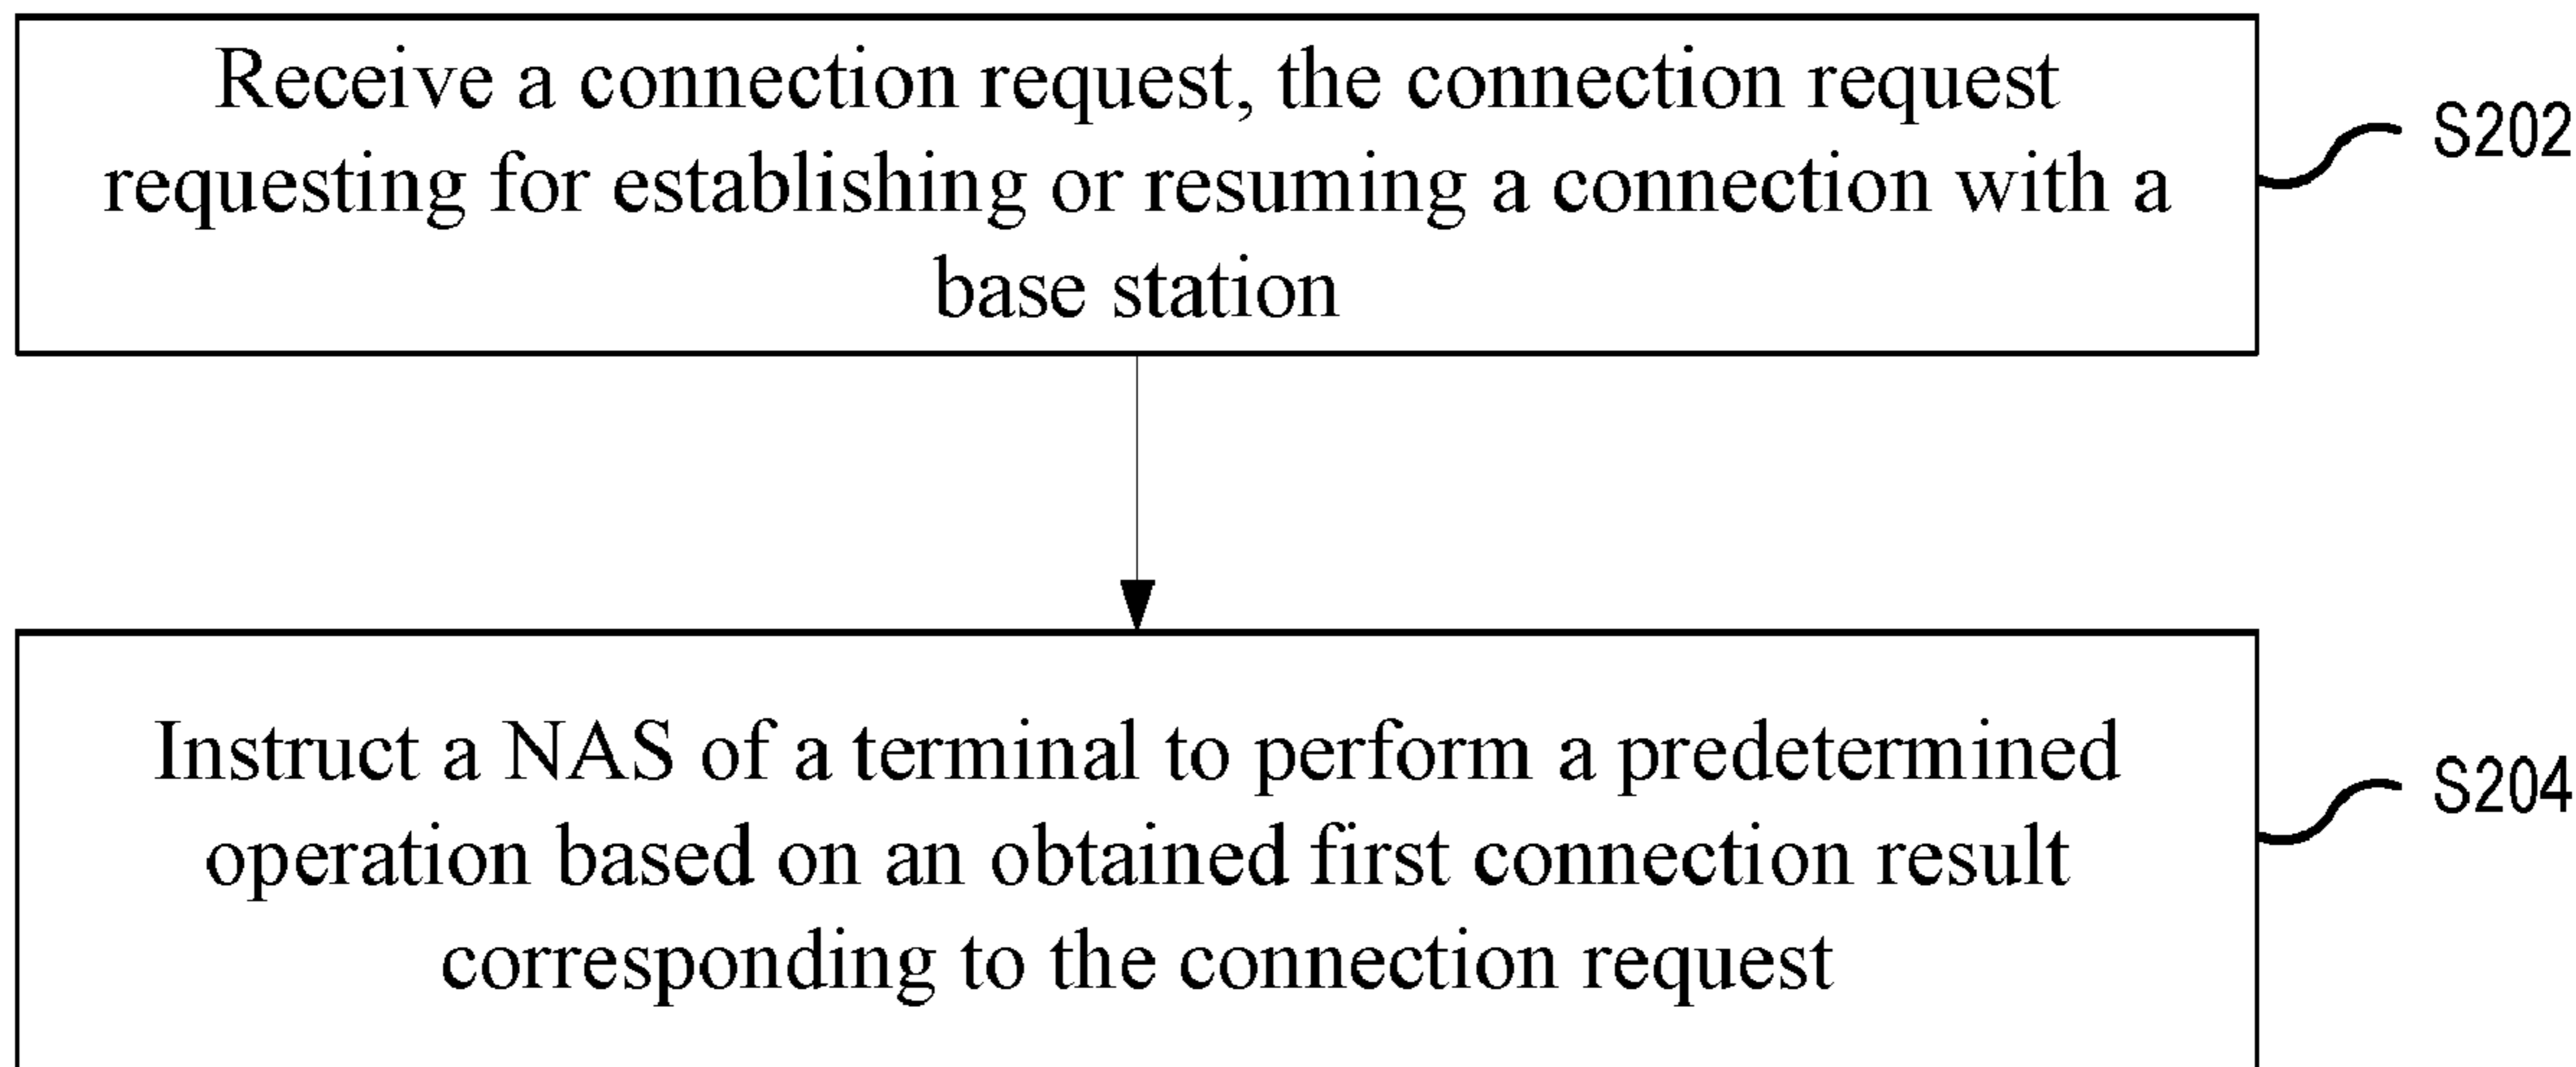 Receive a connection request, the connection request
requesting for establishing or resuming a connection with a
base station
S202
Instruct a NAS of a terminal to perform a predetermined
operation based on an obtained first connection result
corresponding to the connection request
S204